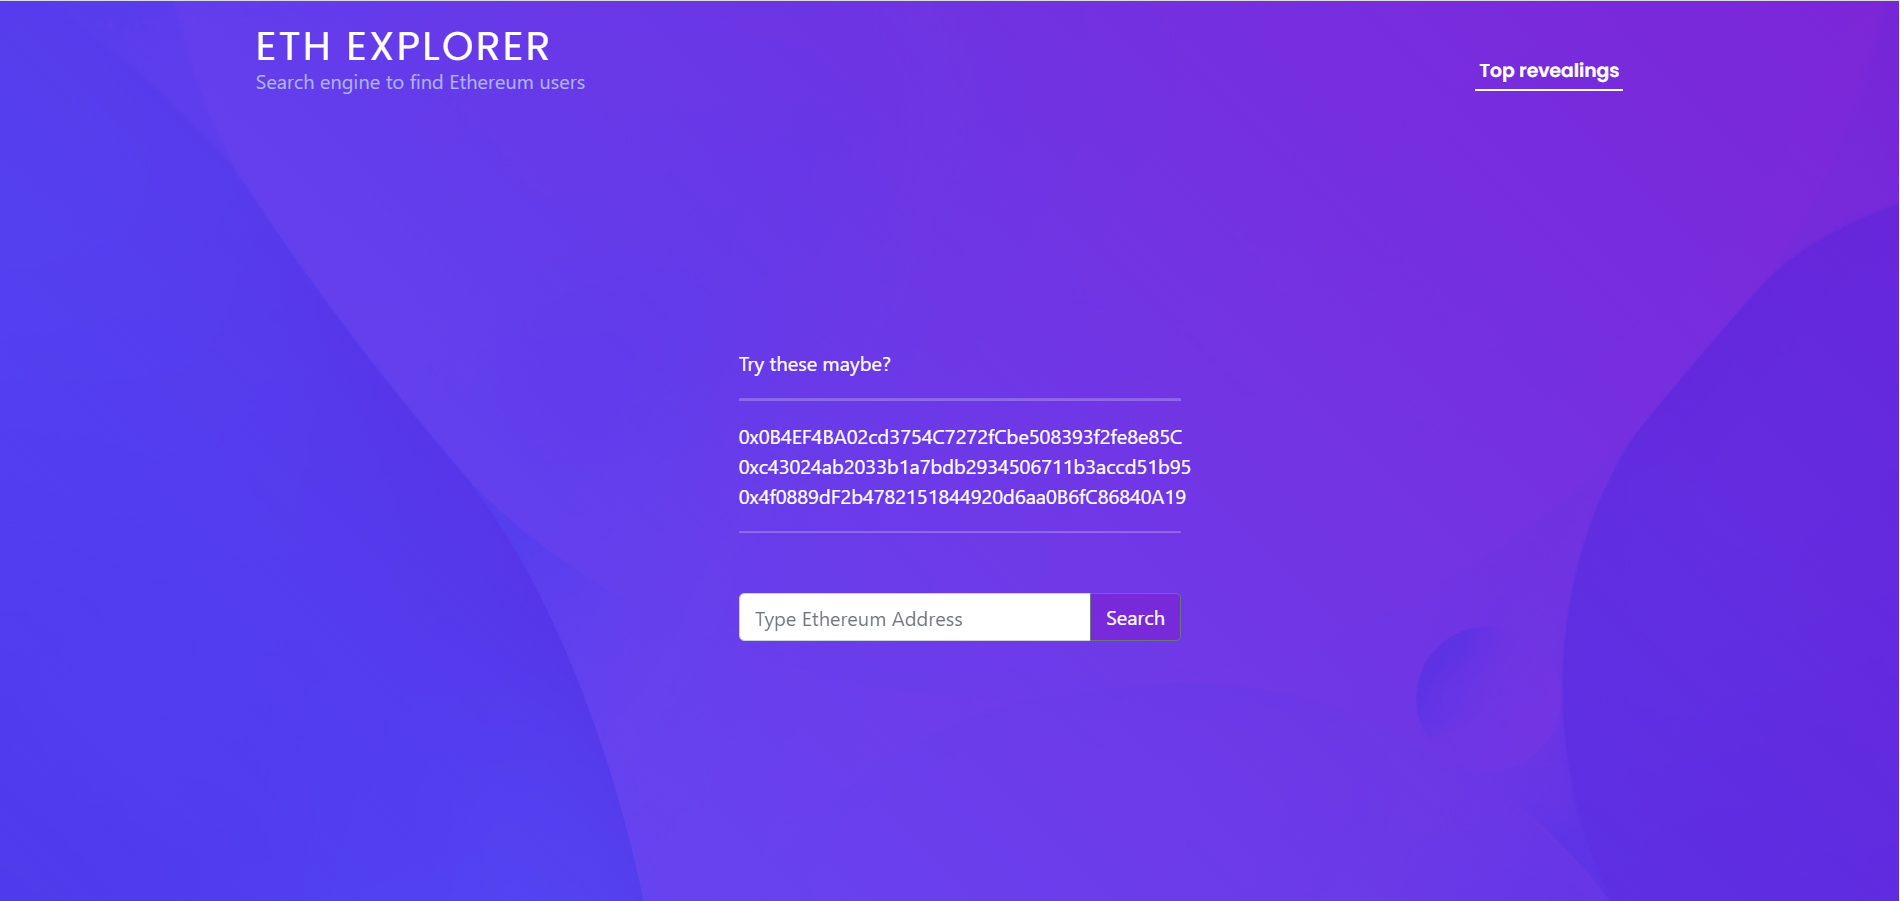 ETH EXPLORER
Search engine to find Ethereum users
Top revealings
Try these maybe?
0x0B4EF4BA02cd3754C7272fCbe508393f2fe8e85C
0xc43024ab2033b1a7bdb2934506711b3accd51b95
0x4f0889dF2b4782151844920d6aa0B6fC86840A19
Type Ethereum Address
Search